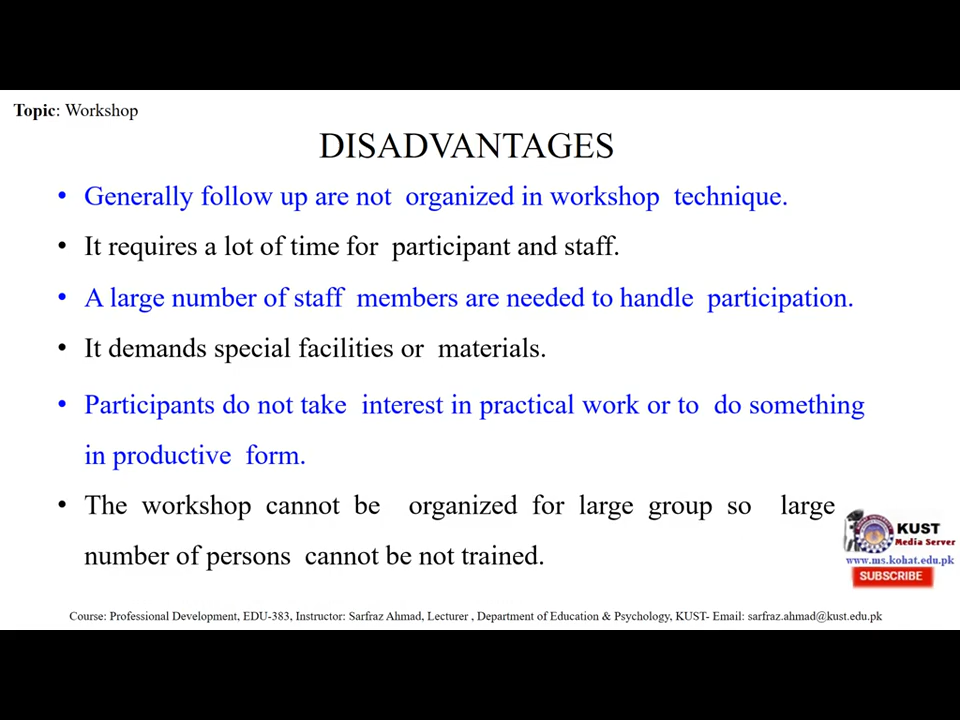 Topic: Workshop
DISADVANTAGES
• Generally follow up are not organized in workshop technique.
• It requires a lot of time for participant and staff.
• A large number of staff members are needed to handle participation.
• It demands special facilities or materials.
• Participants do not take interest in practical work or to do something
in productive form.
• The workshop cannot be organized for large group so large
number of persons cannot be not trained.
KUST
Media Server
www.ms.kohat.edu.pk
SUBSCRIBE
Course: Professional Development, EDU-383, Instructor: Sarfraz Ahmad, Lecturer , Department of Education & Psychology, KUST- Email: sarfraz.ahmad@kust.edu.pk